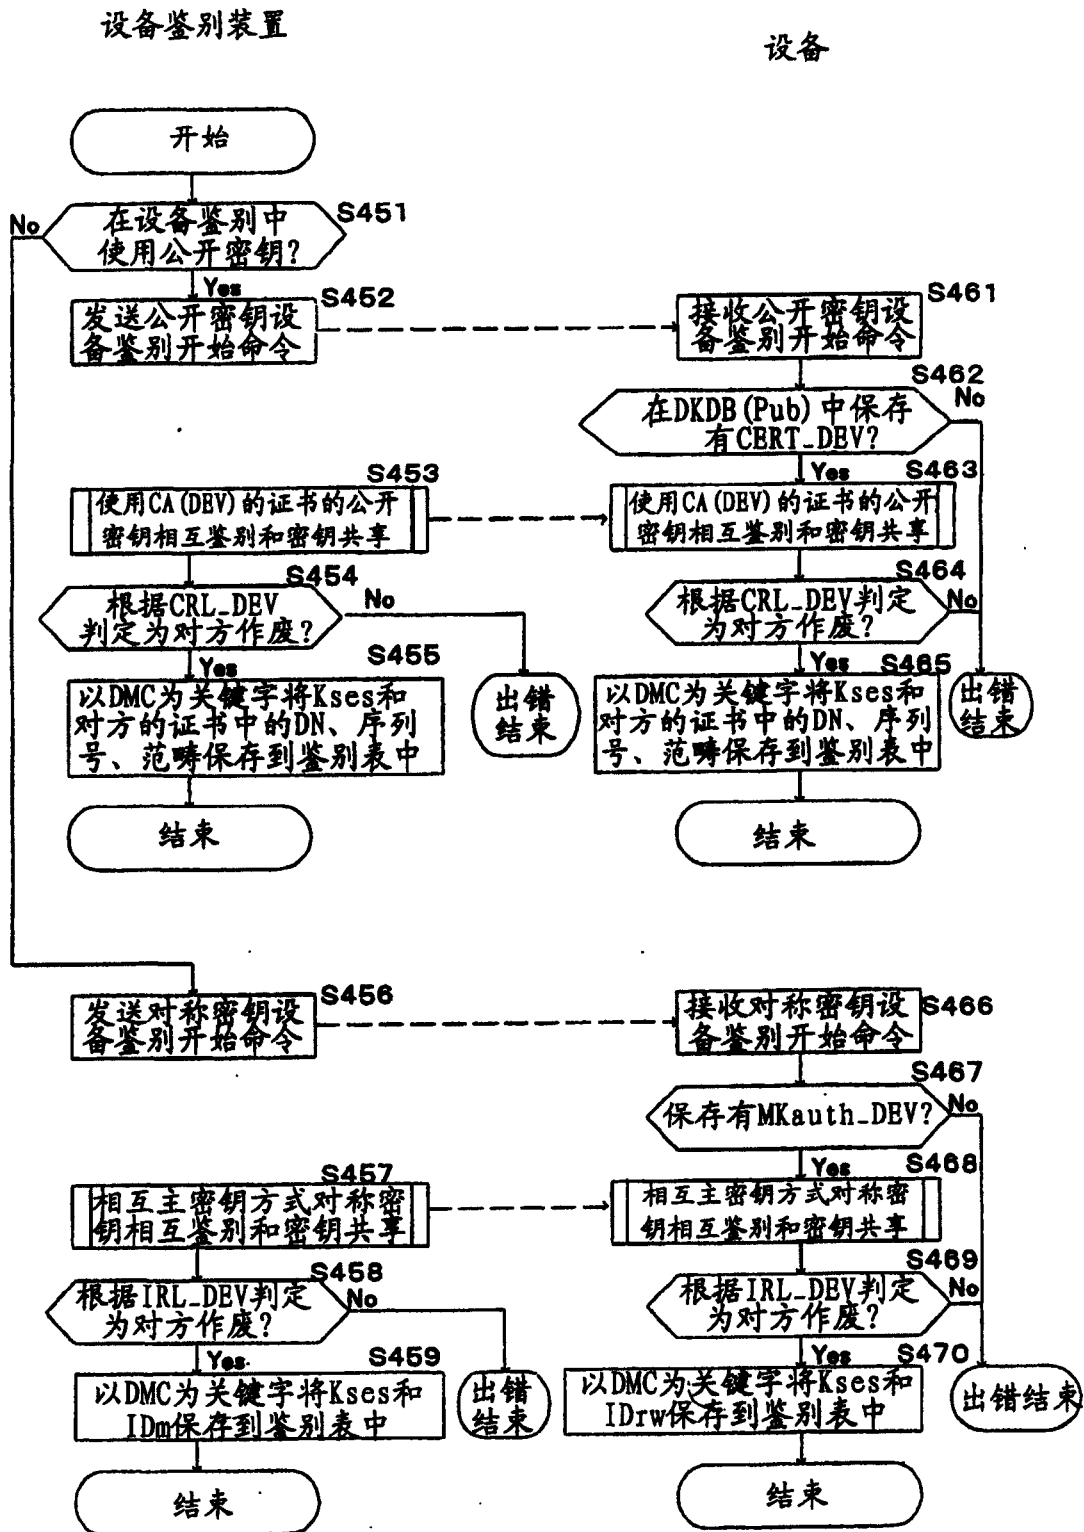 设备鉴别装置
设备
开始
No
在设备鉴别中
使用公开密钥?
S451
Yes
S452
发送公开密钥设
备鉴别开始命令
S461
接收公开密钥设
备鉴别开始命令
S462
在DKDB(Pub)中保存
有CERT_DEV?
No
Yes
S453
使用CA(DEV)的证书的公开
密钥相互鉴别和密钥共享
S463
使用CA(DEV)的证书的公开
密钥相互鉴别和密钥共享
S454
根据CRL_DEV
判定为对方作废?
No
S464
根据CRL_DEV判定
为对方作废?
No
Yes
S455
以DMC为关键字将Kses和
对方的证书中的DN、序列
号、范畴保存到鉴别表中
出错
结束
Yes
S465
以DMC为关键字将Kses和
对方的证书中的DN、序列
号、范畴保存到鉴别表中
出错
结束
结束
结束
S456
发送对称密钥设
备鉴别开始命令
S466
接收对称密钥设
备鉴别开始命令
S467
保存有MKauth_DEV?
No
Yes
S457
相互主密钥方式对称密
钥相互鉴别和密钥共享
S468
相互主密钥方式对称密
钥相互鉴别和密钥共享
S458
根据IRL_DEV判定
为对方作废?
No
S469
根据IRL_DEV判定
为对方作废?
No
Yes
S459
以DMC为关键字将Kses和
IDm保存到鉴别表中
出错
结束
Yes
S470
以DMC为关键字将Kses和
IDrw保存到鉴别表中
出错结束
结束
结束